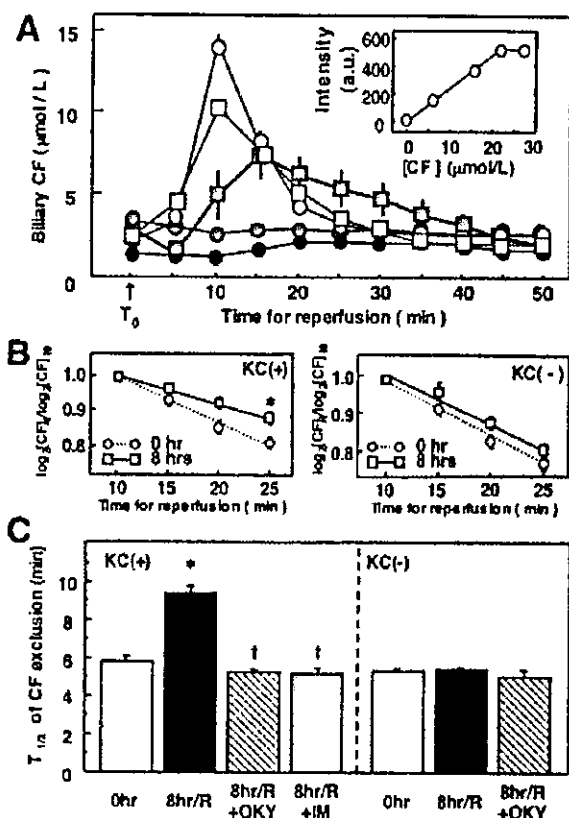 A
15
10
5
0
Biliary CF (μmol / L)
600
400
200
0
Intensity
(a.u.)
0 10 20 30
[CF] (μmol/L)
10 20 30 40 50
T0
Time for reperfusion ( min )
B
KC(+)
1.0
0.9
0.8
*
0 hr
8 hrs
10 15 20 25
Time for reperfusion ( min )
KC(-)
1.0
0.9
0.8
0 hr
8 hrs
10 15 20 25
Time for reperfusion ( min )
C
KC(+)
KC(-)
T 1/2 of CF exclusion (min)
10
8
6
4
2
0
*
†
†
0hr
8hr/R
8hr/R
+OKY
8hr/R
+IM
0hr
8hr/R
8hr/R
+OKY